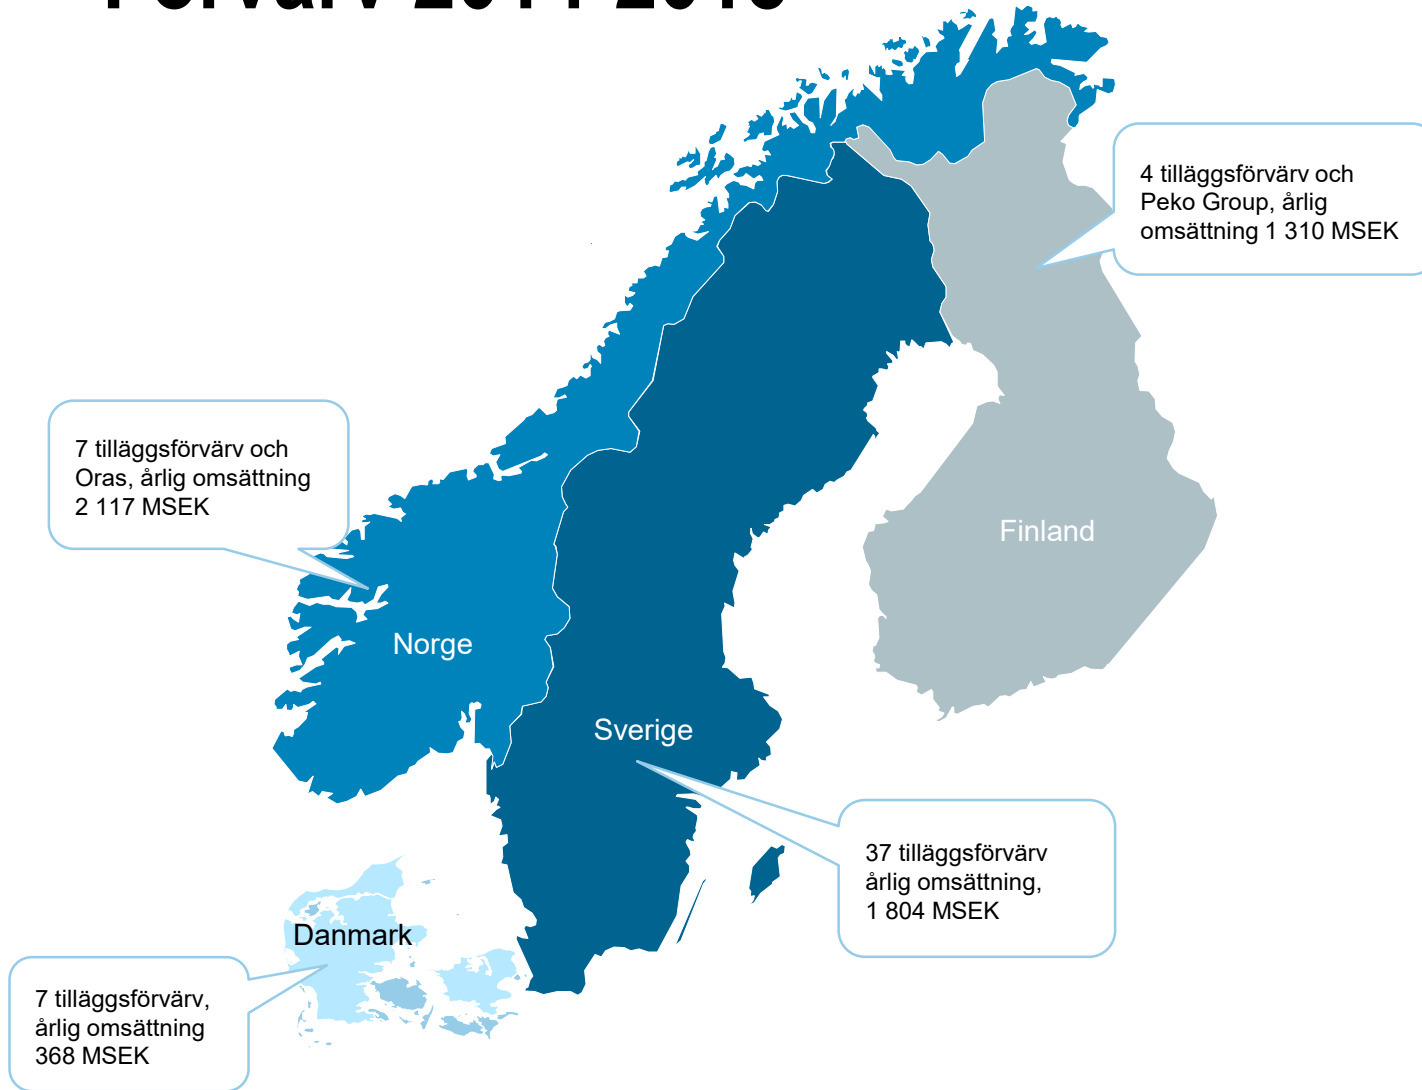 4 tilläggsförvärv och
Peko Group, årlig
omsättning 1 310 MSEK
7 tilläggsförvärv och
Oras, årlig omsättning
2 117 MSEK
Finland
Norge
Sverige
37 tilläggsförvärv
årlig omsättning,
1 804 MSEK
Danmark
7 tilläggsförvärv,
årlig omsättning
368 MSEK